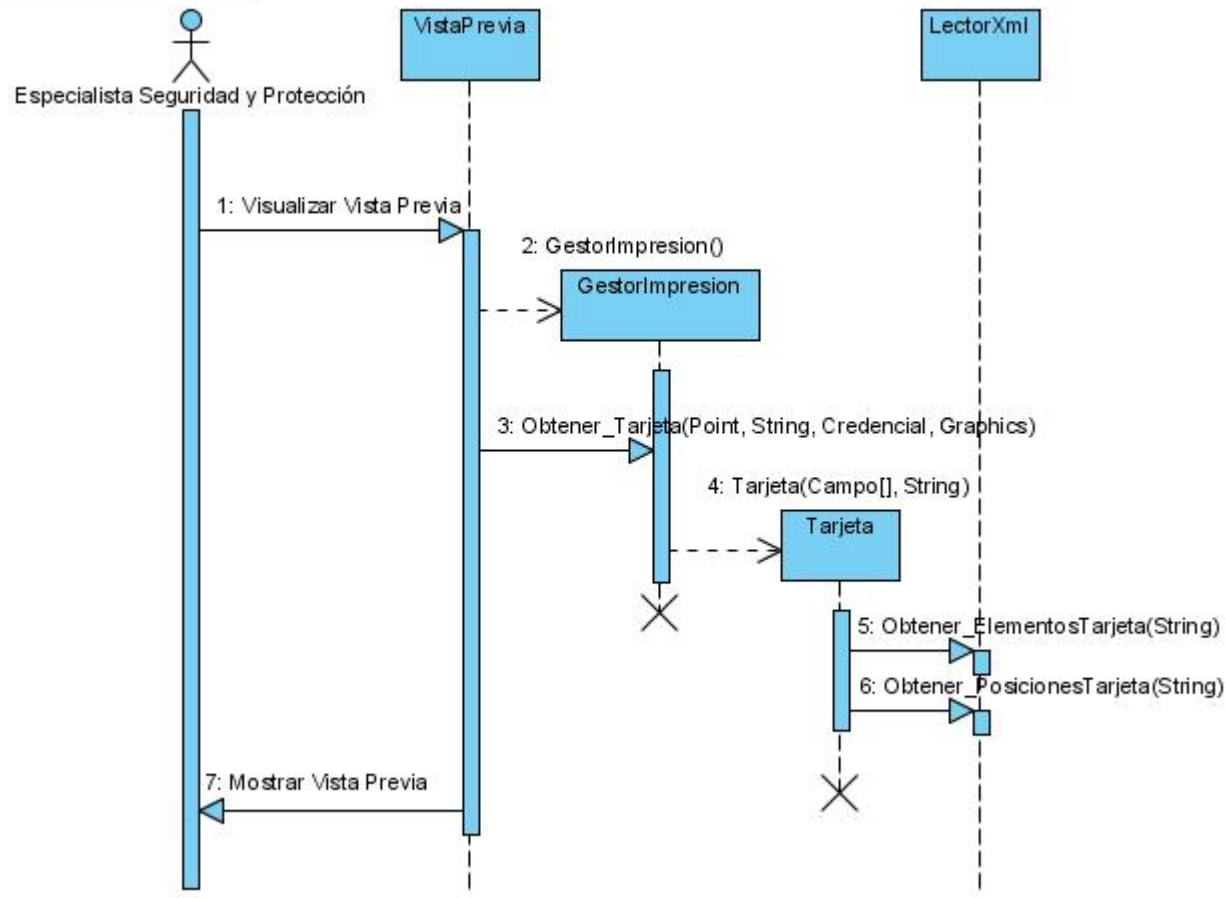 VistaPrevia
LectorXml
Especialista Seguridad y Protección
1: Visualizar Vista Previa
2: GestorImpresion()
GestorImpresion
3: Obtener_Tarjeta(Point, String, Credencial, Graphics)
4: Tarjeta(Campo[], String)
Tarjeta
5: Obtener_ElementosTarjeta(String)
6: Obtener_PosicionesTarjeta(String)
7: Mostrar Vista Previa